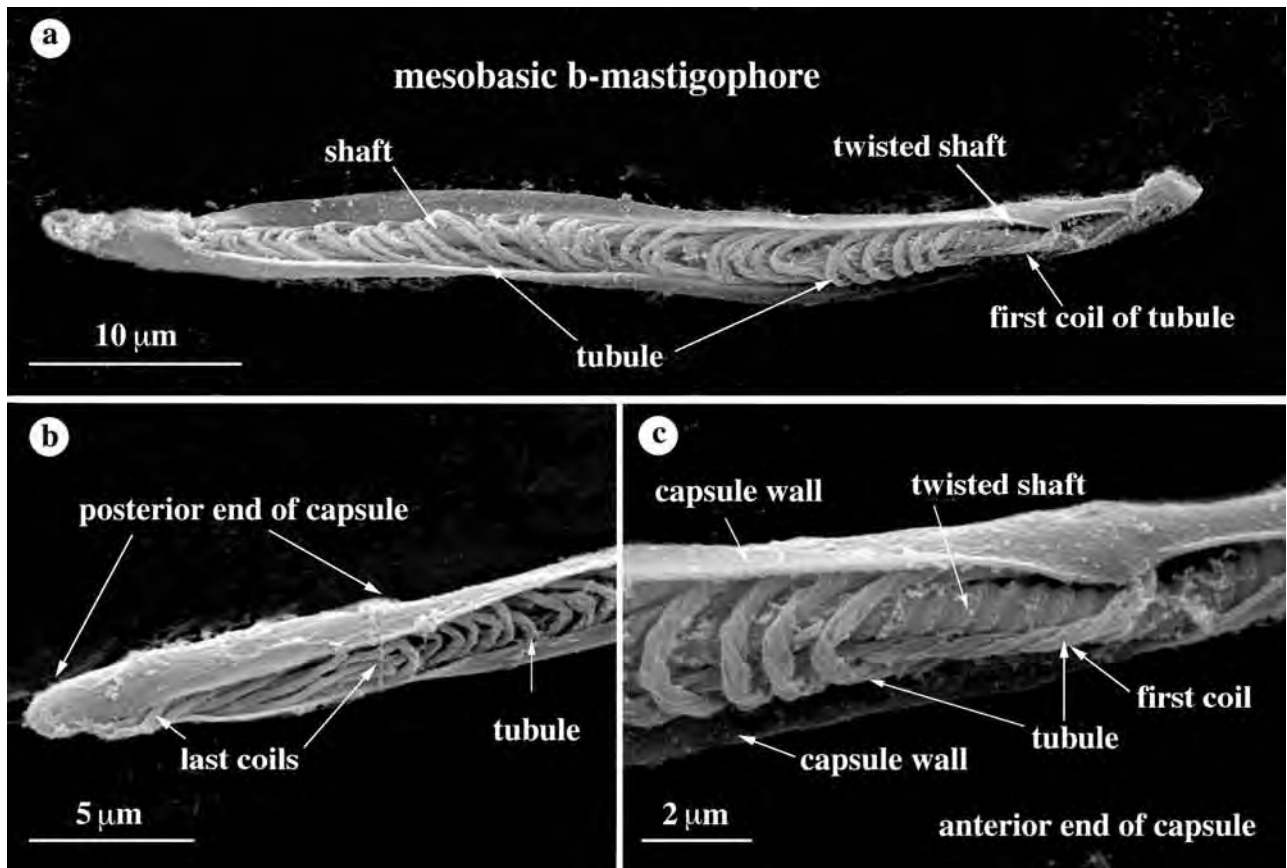 a
mesobasic b-mastigophore
shaft
twisted shaft
first coil of tubule
tubule
10 μm
b
posterior end of capsule
last coils
tubule
5 μm
c
capsule wall
twisted shaft
first coil
tubule
capsule wall
2 μm
anterior end of capsule